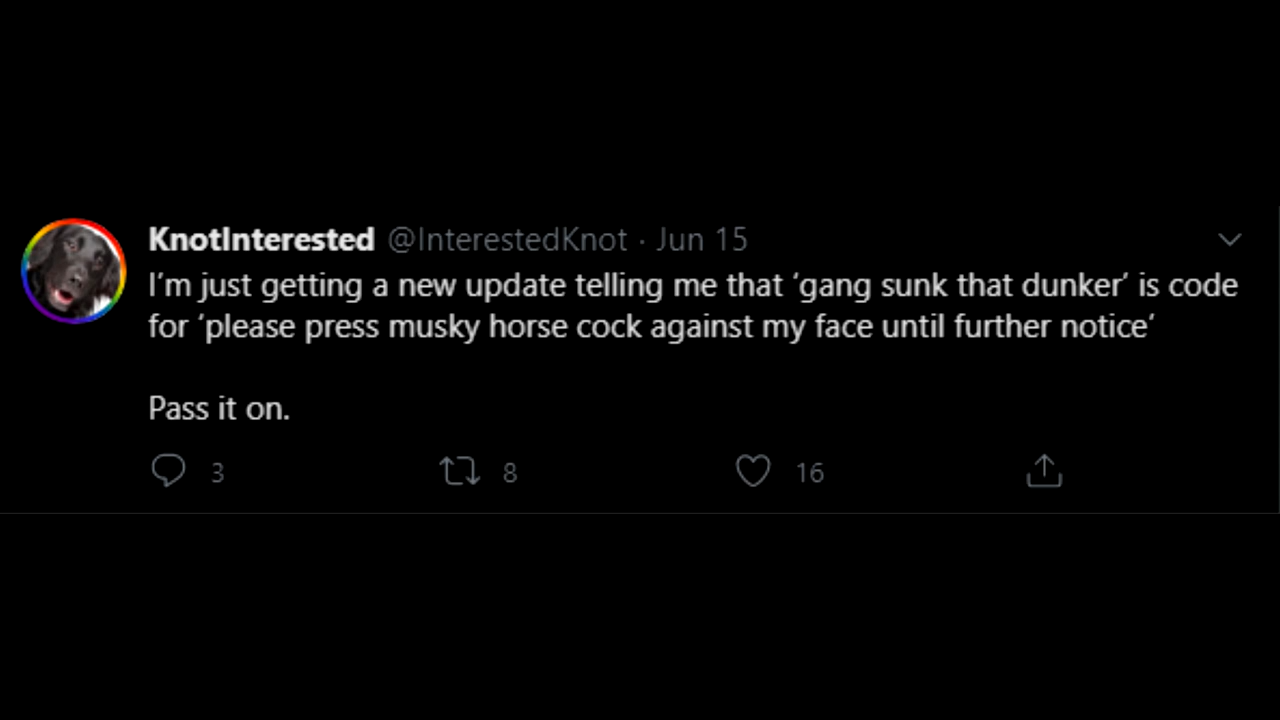 KnotInterested @InterestedKnot · Jun 15
I’m just getting a new update telling me that ‘gang sunk that dunker’ is code
for ‘please press musky horse cock against my face until further notice’
Pass it on.
3 8 16